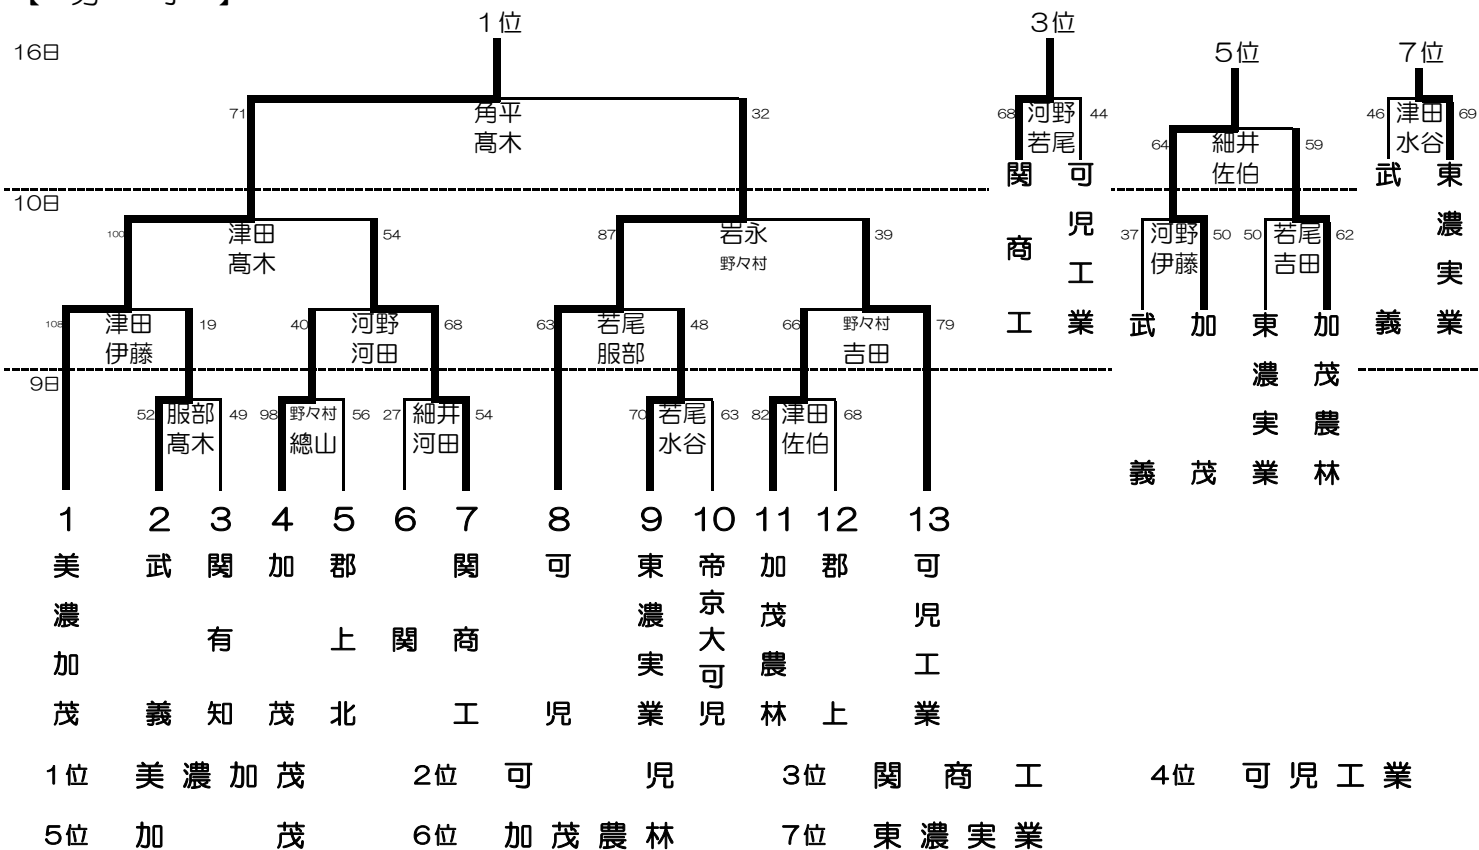 １位
３位
16日
５位
７位
71
角平
32
68
河野
44
46
津田
69
髙木
若尾
64
細井
59
水谷
佐伯
関商工
可児工業
武義
東濃実業
10日
100
津田
54
87
岩永
39
37
河野
50
50
若尾
62
髙木
野々村
伊藤
吉田
武義
加茂
東濃実業
加茂農林
津田
19
40
河野
68
63
若尾
48
66
野々村
79
伊藤
河田
服部
吉田
9日
52
服部
49
98
野々村
56
27
細井
54
70
若尾
63
82
津田
68
髙木
總山
河田
水谷
佐伯
1 2 3 4 5 6 7 8 9 10 11 12 13
美濃加茂
武義
関有知
加茂
郡上北
関
関商工
可児
東濃実業
帝京大可児
加茂農林
郡上
可児工業
1位 美濃加茂 2位 可児 3位 関商工 4位 可児工業
5位 加茂 6位 加茂農林 7位 東濃実業